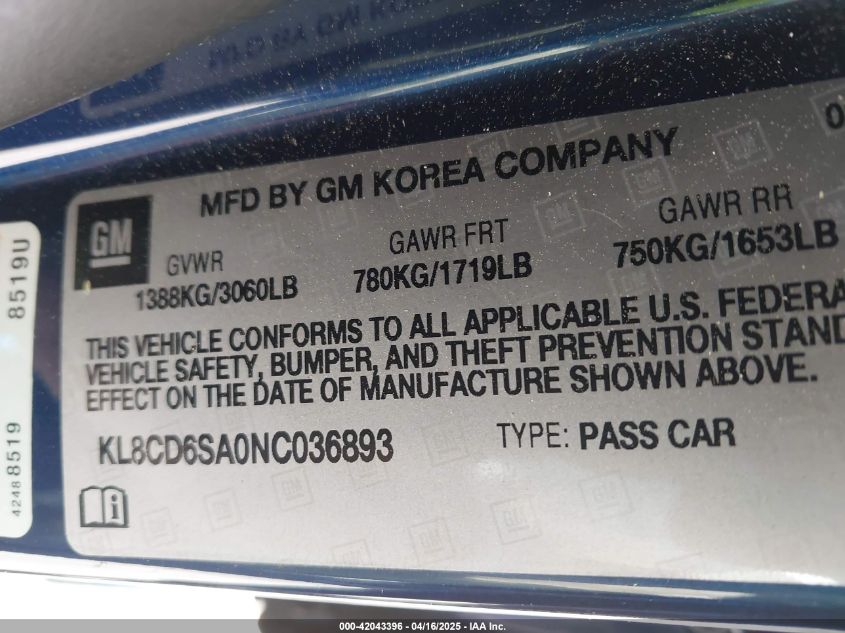 0
MFD BY GM KOREA COMPANY
GM
GVWR
GAWR FRT
GAWR RR
1388KG/3060LB
780KG/1719LB
750KG/1653LB
THIS VEHICLE CONFORMS TO ALL APPLICABLE U.S. FEDERA
VEHICLE SAFETY, BUMPER, AND THEFT PREVENTION STAND
EFFECT ON THE DATE OF MANUFACTURE SHOWN ABOVE.
KL8CD6SA0NC036893
TYPE: PASS CAR
8519U
42488519
000-42043396 - 04/16/2025 - IAA Inc.